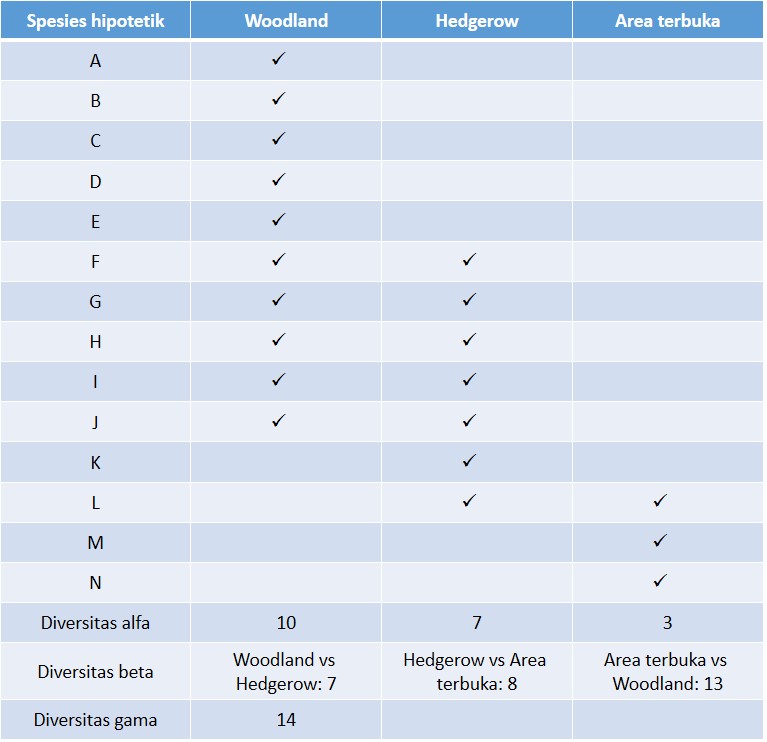 Spesies hipotetik Woodland Hedgerow Area terbuka
A ✓
B ✓
C ✓
D ✓
E ✓
F ✓ ✓
G ✓ ✓
H ✓ ✓
I ✓ ✓
J ✓ ✓
K ✓
L ✓ ✓
M ✓
N ✓
Diversitas alfa 10 7 3
Diversitas beta
Woodland vs
Hedgerow: 7
Hedgerow vs Area
terbuka: 8
Area terbuka vs
Woodland: 13
Diversitas gama 14